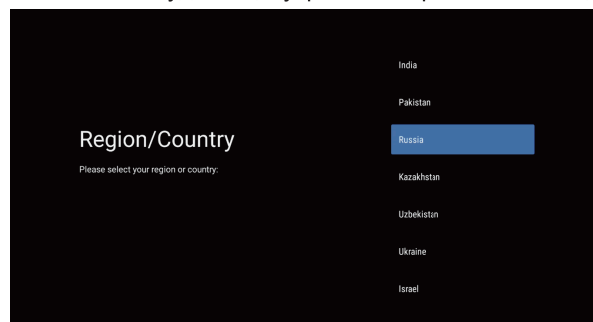 Region/Country
Please select your region or country:
India
Pakistan
Russia
Kazakhstan
Uzbekistan
Ukraine
Israel